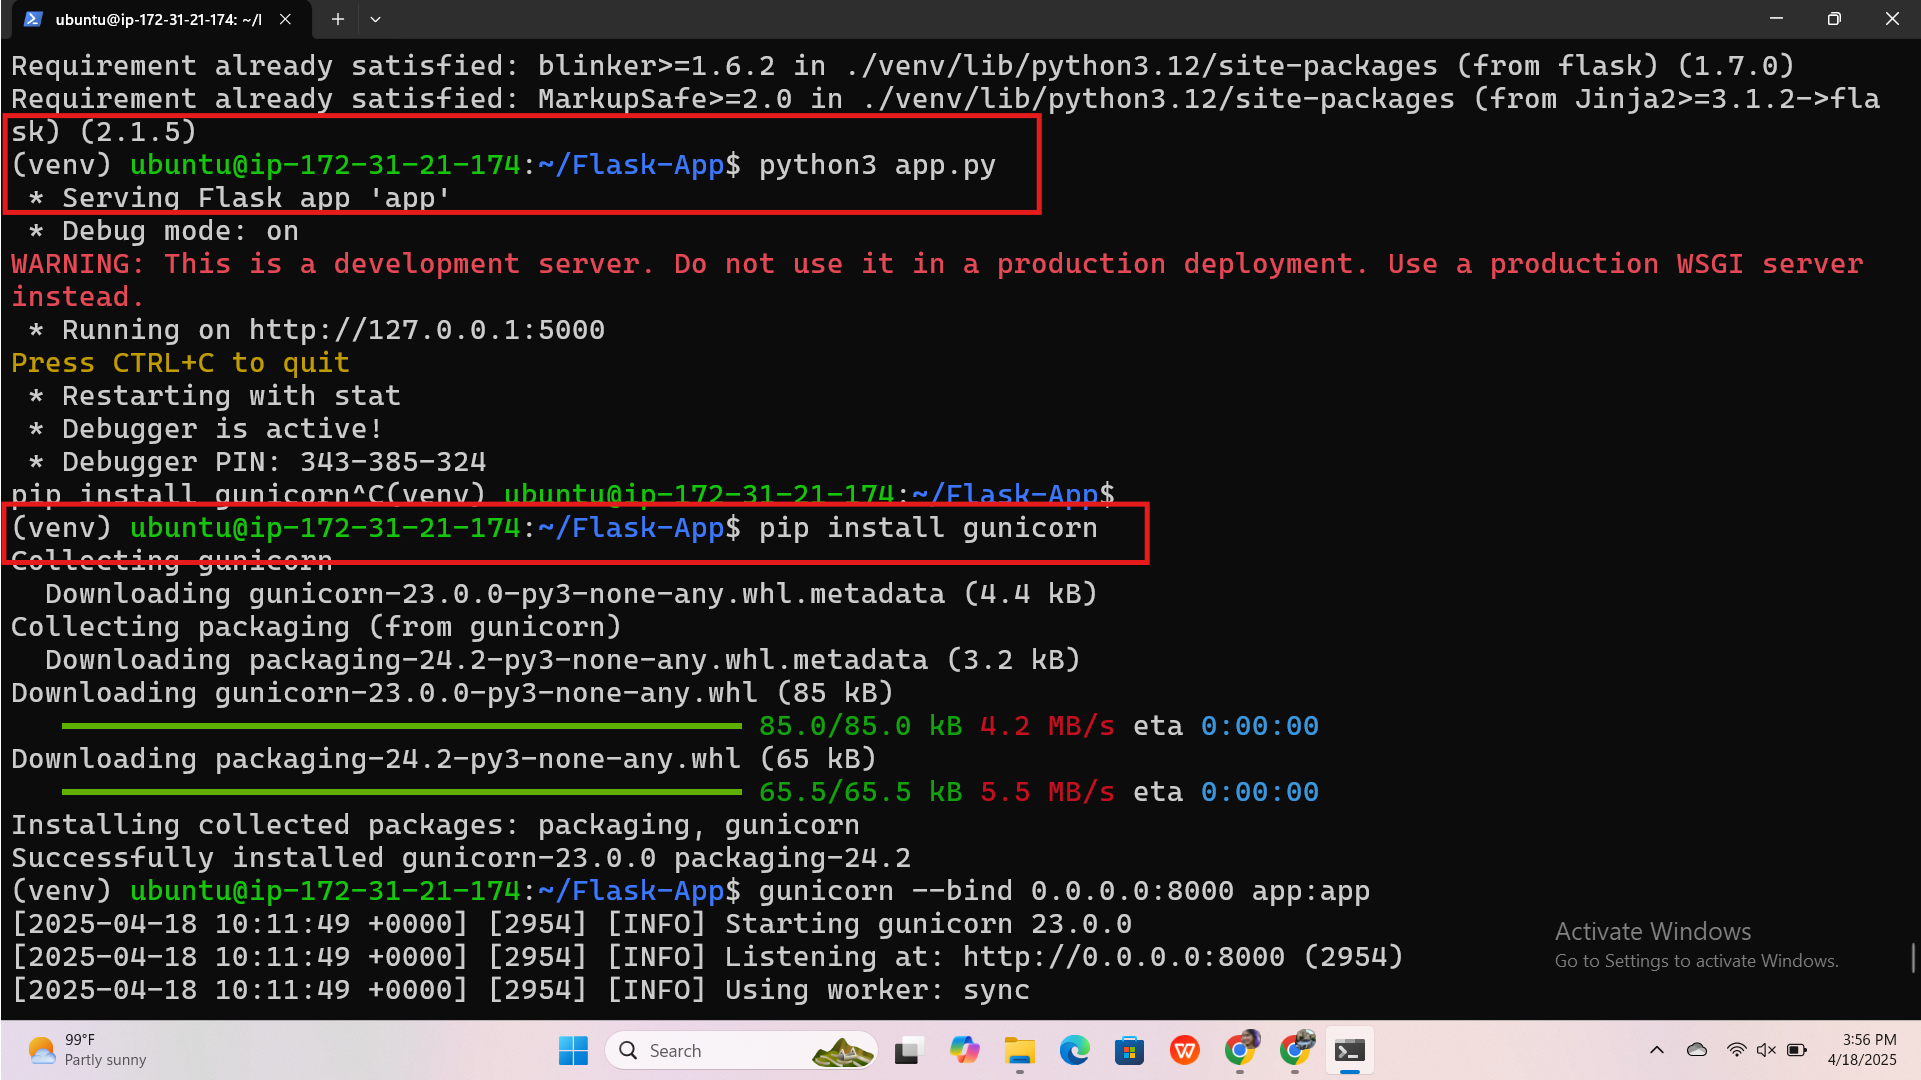 ubuntu@ip-172-31-21-174: ~/l
Requirement already satisfied: blinker>=1.6.2 in ./venv/lib/python3.12/site-packages (from flask) (1.7.0)
Requirement already satisfied: MarkupSafe>=2.0 in ./venv/lib/python3.12/site-packages (from Jinja2>=3.1.2->fla
sk) (2.1.5)
(venv) ubuntu@ip-172-31-21-174:~/Flask-App$ python3 app.py
 * Serving Flask app 'app'
 * Debug mode: on
WARNING: This is a development server. Do not use it in a production deployment. Use a production WSGI server
instead.
 * Running on http://127.0.0.1:5000
Press CTRL+C to quit
 * Restarting with stat
 * Debugger is active!
 * Debugger PIN: 343-385-324
pip install gunicorn^C(venv) ubuntu@ip-172-31-21-174:~/Flask-App$
(venv) ubuntu@ip-172-31-21-174:~/Flask-App$ pip install gunicorn
Collecting gunicorn
  Downloading gunicorn-23.0.0-py3-none-any.whl.metadata (4.4 kB)
Collecting packaging (from gunicorn)
  Downloading packaging-24.2-py3-none-any.whl.metadata (3.2 kB)
Downloading gunicorn-23.0.0-py3-none-any.whl (85 kB)
85.0/85.0 kB 4.2 MB/s eta 0:00:00
Downloading packaging-24.2-py3-none-any.whl (65 kB)
65.5/65.5 kB 5.5 MB/s eta 0:00:00
Installing collected packages: packaging, gunicorn
Successfully installed gunicorn-23.0.0 packaging-24.2
(venv) ubuntu@ip-172-31-21-174:~/Flask-App$ gunicorn --bind 0.0.0.0:8000 app:app
[2025-04-18 10:11:49 +0000] [2954] [INFO] Starting gunicorn 23.0.0
[2025-04-18 10:11:49 +0000] [2954] [INFO] Listening at: http://0.0.0.0:8000 (2954)
[2025-04-18 10:11:49 +0000] [2954] [INFO] Using worker: sync
Activate Windows
Go to Settings to activate Windows.
99°F
Partly sunny
Search
3:56 PM
4/18/2025